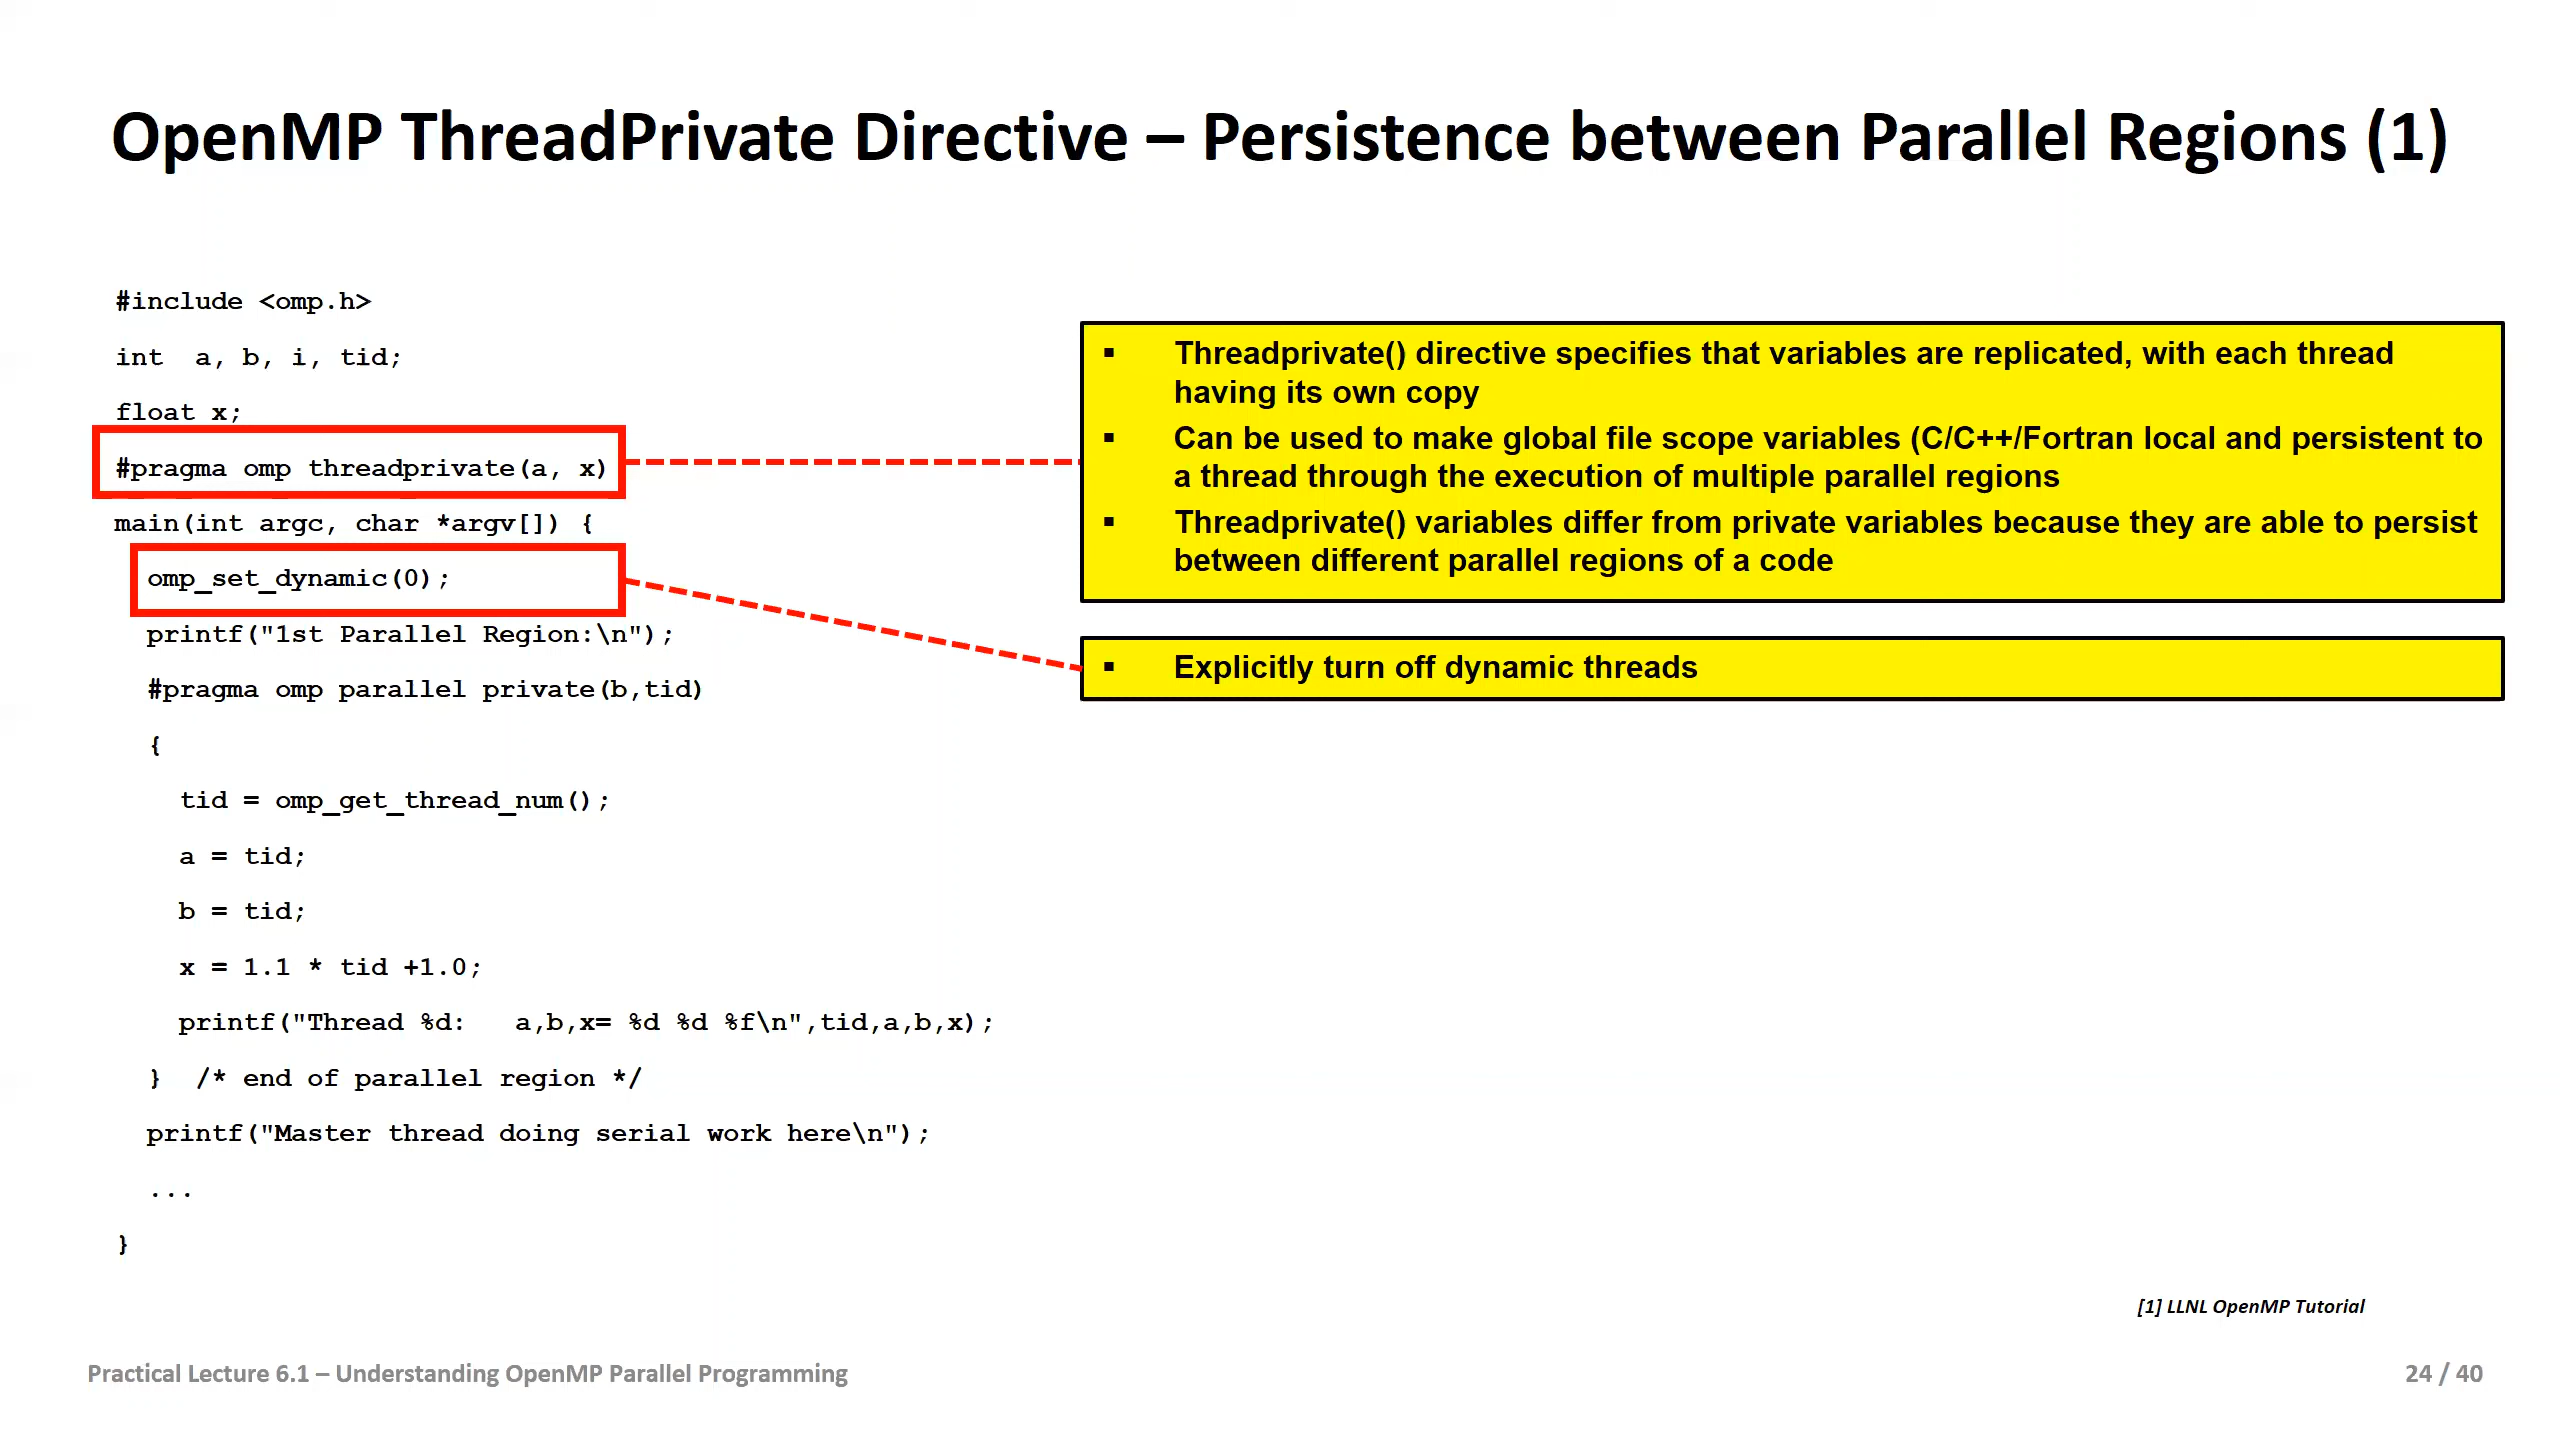 OpenMP ThreadPrivate Directive – Persistence between Parallel Regions (1)
#include <omp.h>
int  a, b, i, tid;
float x;
#pragma omp threadprivate(a, x)
main(int argc, char *argv[]) {
omp_set_dynamic(0);
printf("1st Parallel Region:\n");
#pragma omp parallel private(b,tid)
{
tid = omp_get_thread_num();
a = tid;
b = tid;
x = 1.1 * tid +1.0;
printf("Thread %d:   a,b,x= %d %d %f\n",tid,a,b,x);
}  /* end of parallel region */
printf("Master thread doing serial work here\n");
...
}
▪ Threadprivate() directive specifies that variables are replicated, with each thread
having its own copy
▪ Can be used to make global file scope variables (C/C++/Fortran local and persistent to
a thread through the execution of multiple parallel regions
▪ Threadprivate() variables differ from private variables because they are able to persist
between different parallel regions of a code
▪ Explicitly turn off dynamic threads
[1] LLNL OpenMP Tutorial
Practical Lecture 6.1 – Understanding OpenMP Parallel Programming
24 / 40